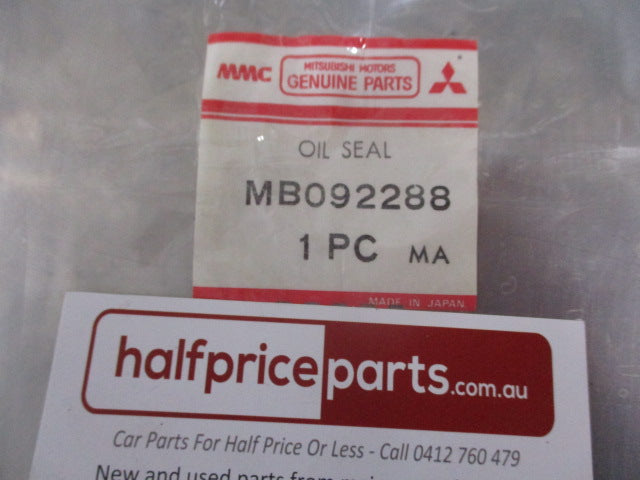 MMC
MITSUBISHI MOTORS
GENUINE PARTS
OIL SEAL
MB092288
1 PC MA
MADE IN JAPAN
halfpriceparts.com.au
Car Parts For Half Price Or Less - Call 0412 760 479
New and used parts from